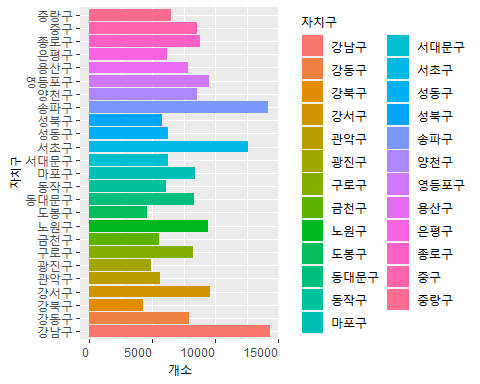 중랑구
중구
종로구
은평구
용산구
영등포구
양천구
송파구
성북구
성동구
서초구
서대문구
마포구
동작구
동대문구
도봉구
노원구
금천구
구로구
광진구
관악구
강서구
강북구
강동구
강남구
자치구
0 5000 10000 15000
개소
자치구
강남구 서대문구
강동구 서초구
강북구 성동구
강서구 성북구
관악구 송파구
광진구 양천구
구로구 영등포구
금천구 용산구
노원구 은평구
도봉구 종로구
동대문구 중구
동작구 중랑구
마포구